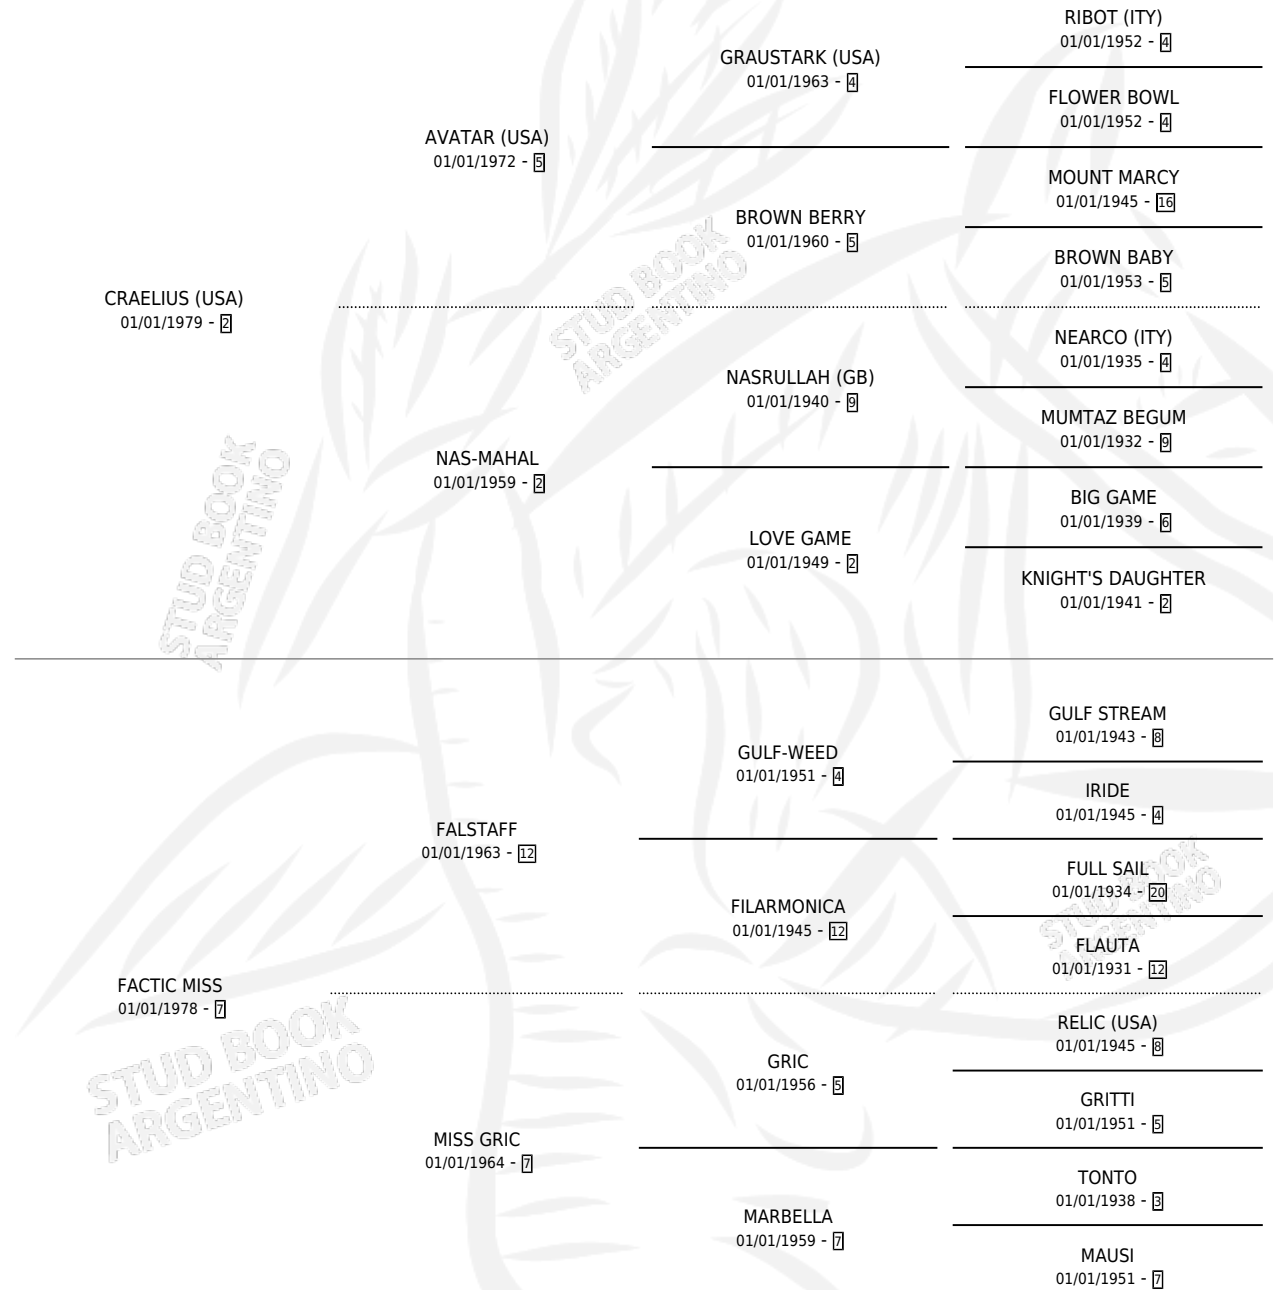 RIBOT (ITY)
01/01/1952 - 4
GRAUSTARK (USA)
01/01/1963 - 4
FLOWER BOWL
01/01/1952 - 4
AVATAR (USA)
01/01/1972 - 5
MOUNT MARCY
01/01/1945 - 16
BROWN BERRY
01/01/1960 - 5
BROWN BABY
01/01/1953 - 5
CRAELIUS (USA)
01/01/1979 - 2
NEARCO (ITY)
01/01/1935 - 4
NASRULLAH (GB)
01/01/1940 - 9
MUMTAZ BEGUM
01/01/1932 - 9
NAS-MAHAL
01/01/1959 - 2
BIG GAME
01/01/1939 - 6
LOVE GAME
01/01/1949 - 2
KNIGHT'S DAUGHTER
01/01/1941 - 2
GULF STREAM
01/01/1943 - 8
GULF-WEED
01/01/1951 - 4
IRIDE
01/01/1945 - 4
FALSTAFF
01/01/1963 - 12
FULL SAIL
01/01/1934 - 20
FILARMONICA
01/01/1945 - 12
FLAUTA
01/01/1931 - 12
FACTIC MISS
01/01/1978 - 7
RELIC (USA)
01/01/1945 - 8
GRIC
01/01/1956 - 5
GRITTI
01/01/1951 - 5
MISS GRIC
01/01/1964 - 7
TONTO
01/01/1938 - 3
MARBELLA
01/01/1959 - 7
MAUSI
01/01/1951 - 7
STUD BOOK
ARGENTINO
STUD BOOK
ARGENTINO
STUD BOOK
ARGENTINO
STUD BOOK
ARGENTINO